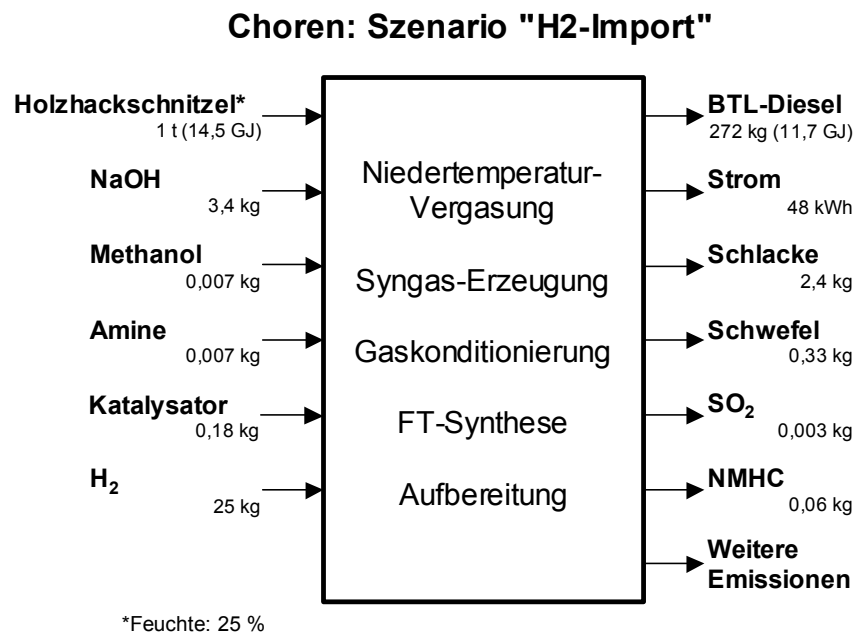 Choren: Szenario "H2-Import"
Holzhackschnitzel*
1 t (14,5 GJ)
NaOH
3,4 kg
Methanol
0,007 kg
Amine
0,007 kg
Katalysator
0,18 kg
H₂
25 kg
Niedertemperatur-
Vergasung
Syngas-Erzeugung
Gaskonditionierung
FT-Synthese
Aufbereitung
BTL-Diesel
272 kg (11,7 GJ)
Strom
48 kWh
Schlacke
2,4 kg
Schwefel
0,33 kg
SO₂
0,003 kg
NMHC
0,06 kg
Weitere
Emissionen
*Feuchte: 25 %